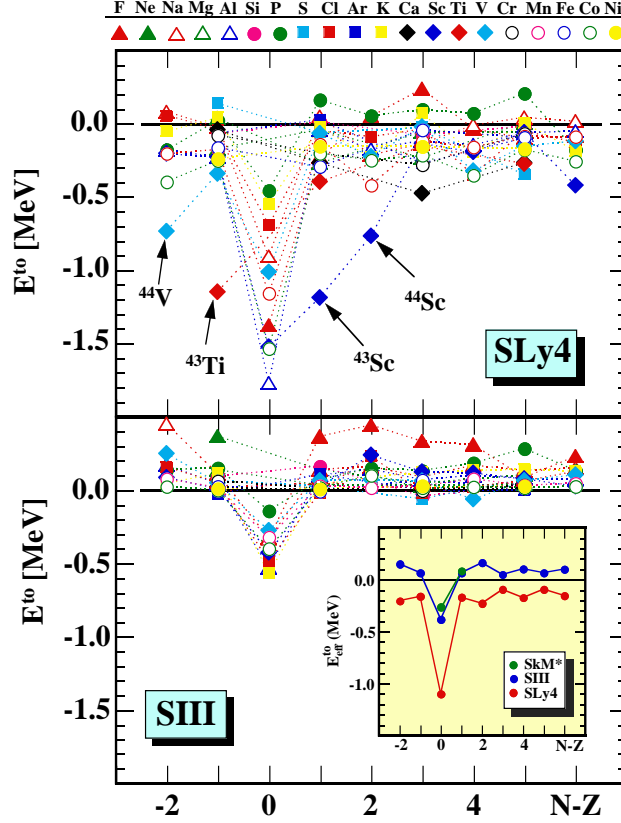 F Ne Na Mg Al Si P S Cl Ar K Ca Sc Ti V Cr Mn Fe Co Ni
0.0
-0.5
-1.0
-1.5
E^to [MeV]
44V
43Ti
43Sc
44Sc
SLy4
0.0
-0.5
-1.0
-1.5
E^to [MeV]
SIII
0.0
-0.5
-1.0
E^to_eff (MeV)
SkM*
SIII
SLy4
-2 0 2 4 N-Z
-2 0 2 4 N-Z